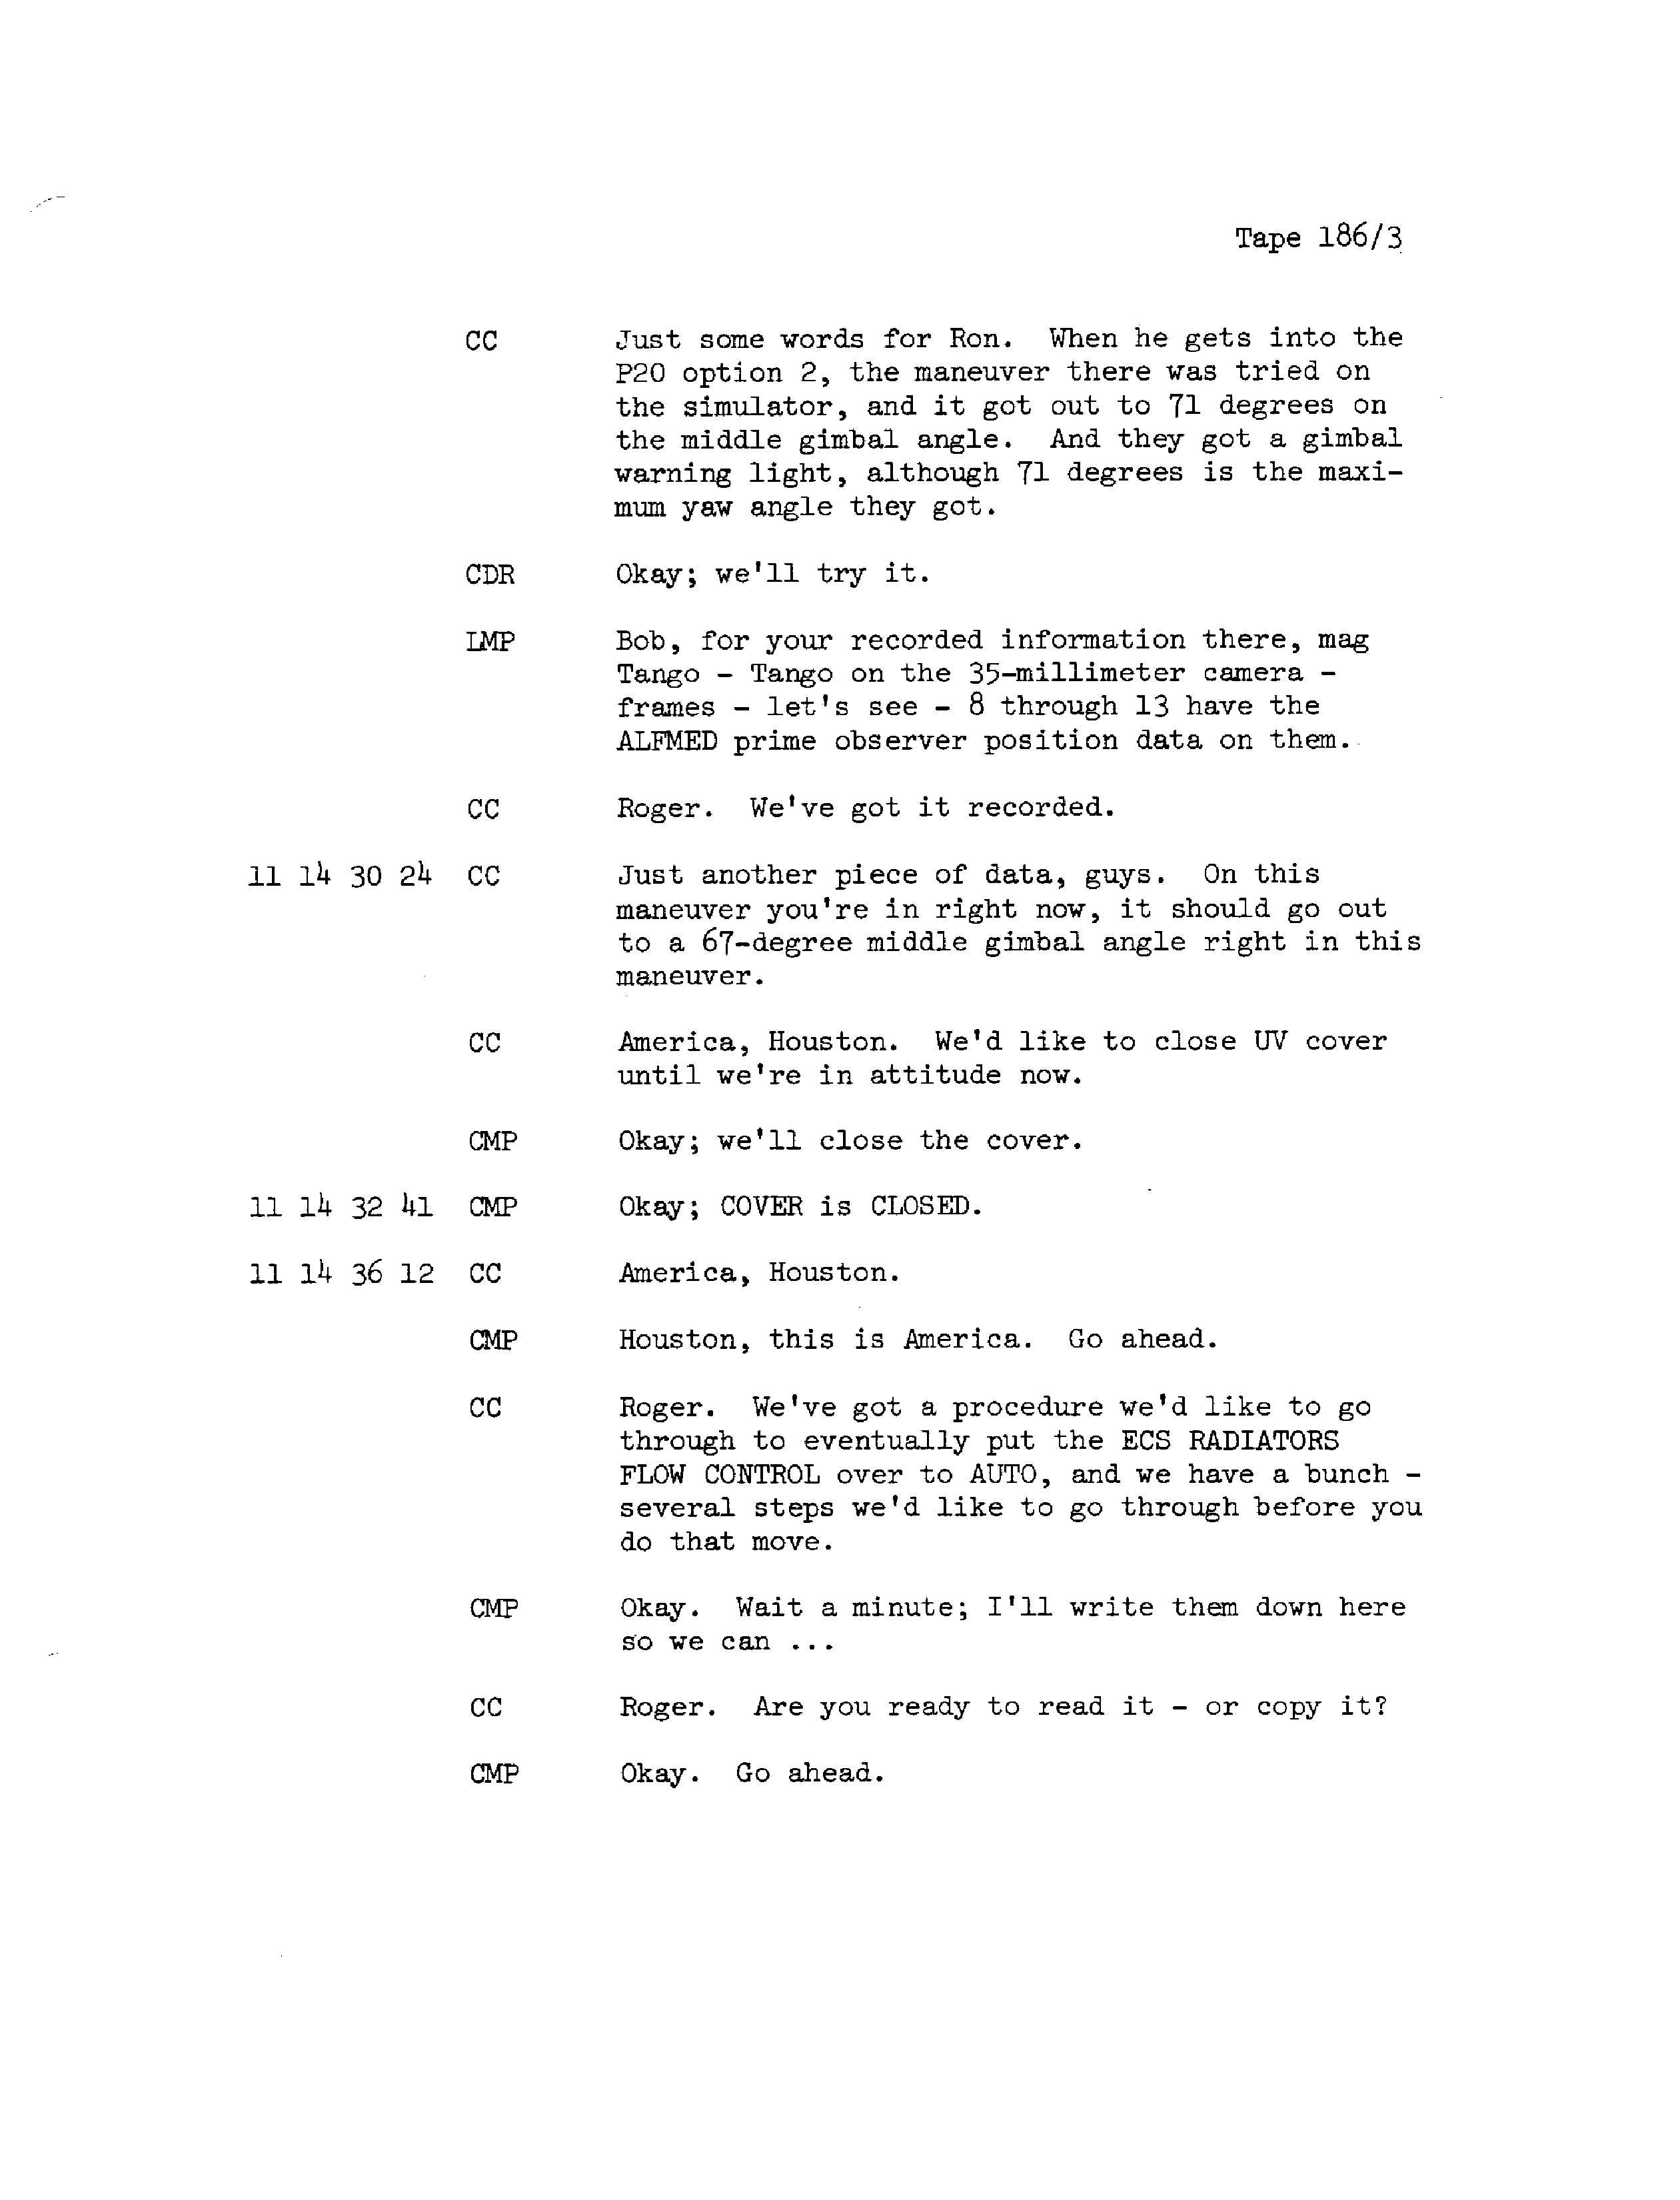 Tape 186/3
CC Just some words for Ron. When he gets into the
P20 option 2, the maneuver there was tried on
the simulator, and it got out to 71 degrees on
the middle gimbal angle. And they got a gimbal
warning light, although 71 degrees is the maxi-
mum yaw angle they got.
CDR Okay; we'll try it.
LMP Bob, for your recorded information there, mag
Tango - Tango on the 35-millimeter camera -
frames - let's see - 8 through 13 have the
ALFMED prime observer position data on them.
CC Roger. We've got it recorded.
11 14 30 24 CC Just another piece of data, guys. On this
maneuver you're in right now, it should go out
to a 67-degree middle gimbal angle right in this
maneuver.
CC America, Houston. We'd like to close UV cover
until we're in attitude now.
CMP Okay; we'll close the cover.
11 14 32 41 CMP Okay; COVER is CLOSED.
11 14 36 12 CC America, Houston.
CMP Houston, this is America. Go ahead.
CC Roger. We've got a procedure we'd like to go
through to eventually put the ECS RADIATORS
FLOW CONTROL over to AUTO, and we have a bunch -
several steps we'd like to go through before you
do that move.
CMP Okay. Wait a minute; I'll write them down here
so we can ...
CC Roger. Are you ready to read it - or copy it?
CMP Okay. Go ahead.